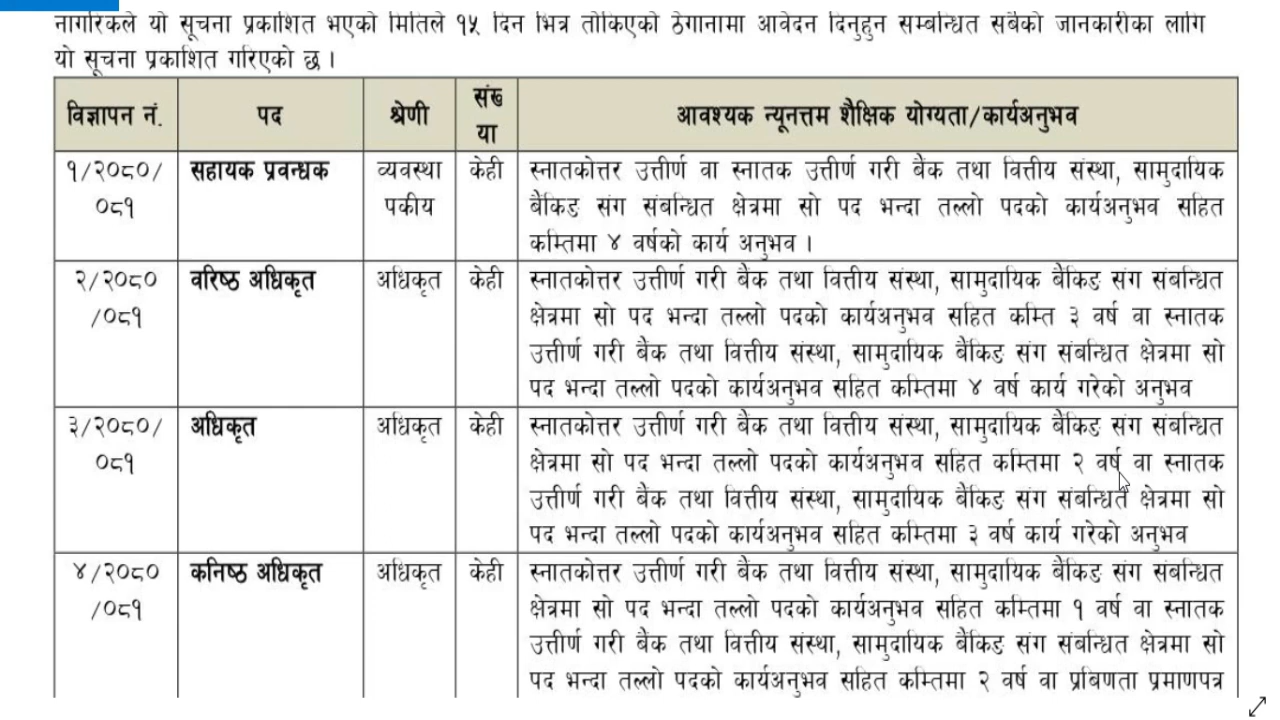 नागरिकले यो सूचना प्रकाशित भएको मितिले १५ दिन भित्र तोकिएको ठेगानामा आवेदन दिनुहुन सम्बन्धित सबैको जानकारीका लागि
यो सूचना प्रकाशित गरिएको छ।
विज्ञापन नं. पद श्रेणी संख्या आवश्यक न्यूनत्तम शैक्षिक योग्यता/कार्यअनुभव
१/२०८०/ सहायक प्रवन्धक व्यवस्था केही स्नातकोत्तर उत्तीर्ण वा स्नातक उत्तीर्ण गरी बैंक तथा वित्तीय संस्था, सामुदायिक
०८१ पकीय बैंकिङ संग संबन्धित क्षेत्रमा सो पद भन्दा तल्लो पदको कार्यअनुभव सहित
कम्तिमा ४ वर्षको कार्य अनुभव ।
२/२०८० वरिष्ठ अधिकृत अधिकृत केही स्नातकोत्तर उत्तीर्ण गरी बैंक तथा वित्तीय संस्था, सामुदायिक बैंकिङ संग संबन्धित
/०८१ क्षेत्रमा सो पद भन्दा तल्लो पदको कार्यअनुभव सहित कम्ति ३ वर्ष वा स्नातक
उत्तीर्ण गरी बैंक तथा वित्तीय संस्था, सामुदायिक बैंकिङ संग संबन्धित क्षेत्रमा सो
पद भन्दा तल्लो पदको कार्यअनुभव सहित कम्तिमा ४ वर्ष कार्य गरेको अनुभव
३/२०८०/ अधिकृत अधिकृत केही स्नातकोत्तर उत्तीर्ण गरी बैंक तथा वित्तीय संस्था, सामुदायिक बैंकिङ संग संबन्धित
०८१ क्षेत्रमा सो पद भन्दा तल्लो पदको कार्यअनुभव सहित कम्तिमा २ वर्ष वा स्नातक
उत्तीर्ण गरी बैंक तथा वित्तीय संस्था, सामुदायिक बैंकिङ संग संबन्धित क्षेत्रमा सो
पद भन्दा तल्लो पदको कार्यअनुभव सहित कम्तिमा ३ वर्ष कार्य गरेको अनुभव
४/२०८० कनिष्ठ अधिकृत अधिकृत केही स्नातकोत्तर उत्तीर्ण गरी बैंक तथा वित्तीय संस्था, सामुदायिक बैंकिङ संग संबन्धित
/०८१ क्षेत्रमा सो पद भन्दा तल्लो पदको कार्यअनुभव सहित कम्तिमा १ वर्ष वा स्नातक
उत्तीर्ण गरी बैंक तथा वित्तीय संस्था, सामुदायिक बैंकिङ संग संबन्धित क्षेत्रमा सो
पद भन्दा तल्लो पदको कार्यअनुभव सहित कम्तिमा २ वर्ष वा प्रबिणता प्रमाणपत्र